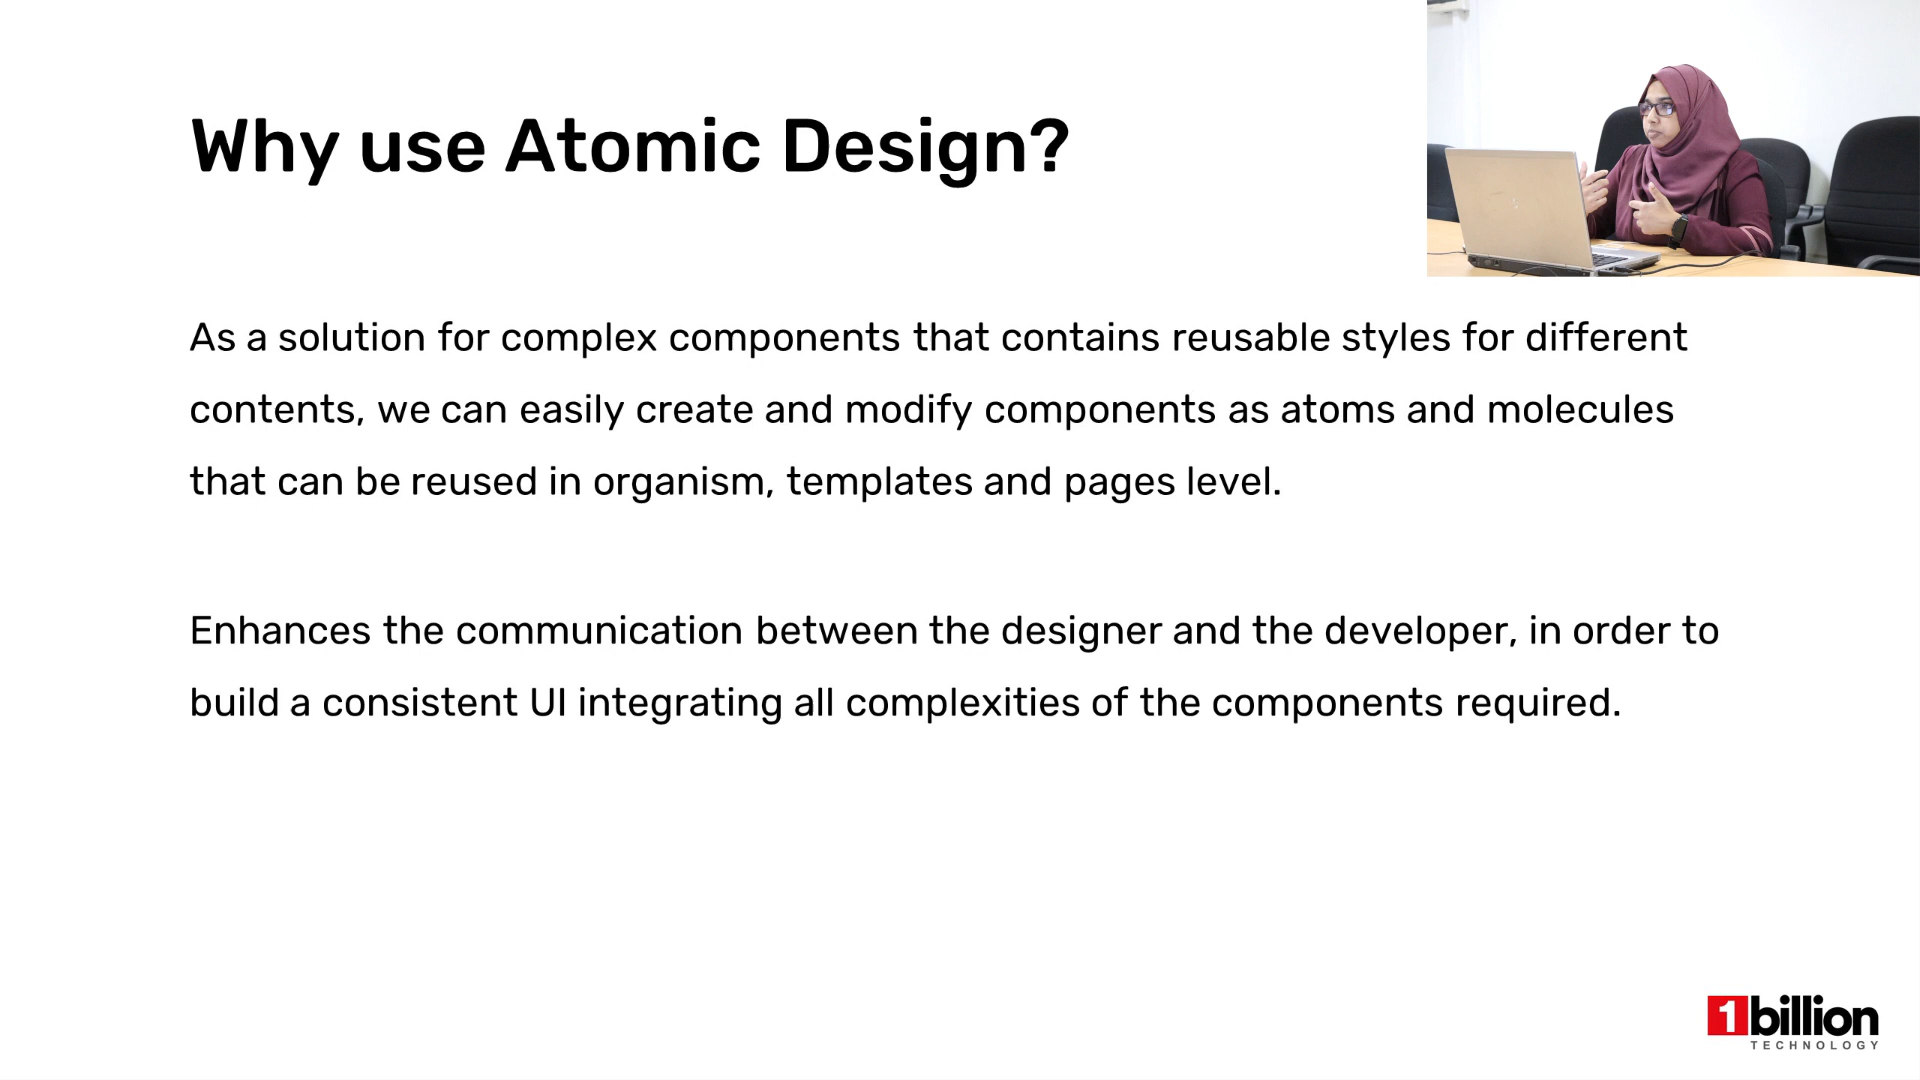 Why use Atomic Design?
As a solution for complex components that contains reusable styles for different
contents, we can easily create and modify components as atoms and molecules
that can be reused in organism, templates and pages level.
Enhances the communication between the designer and the developer, in order to
build a consistent UI integrating all complexities of the components required.
1billion
TECHNOLOGY